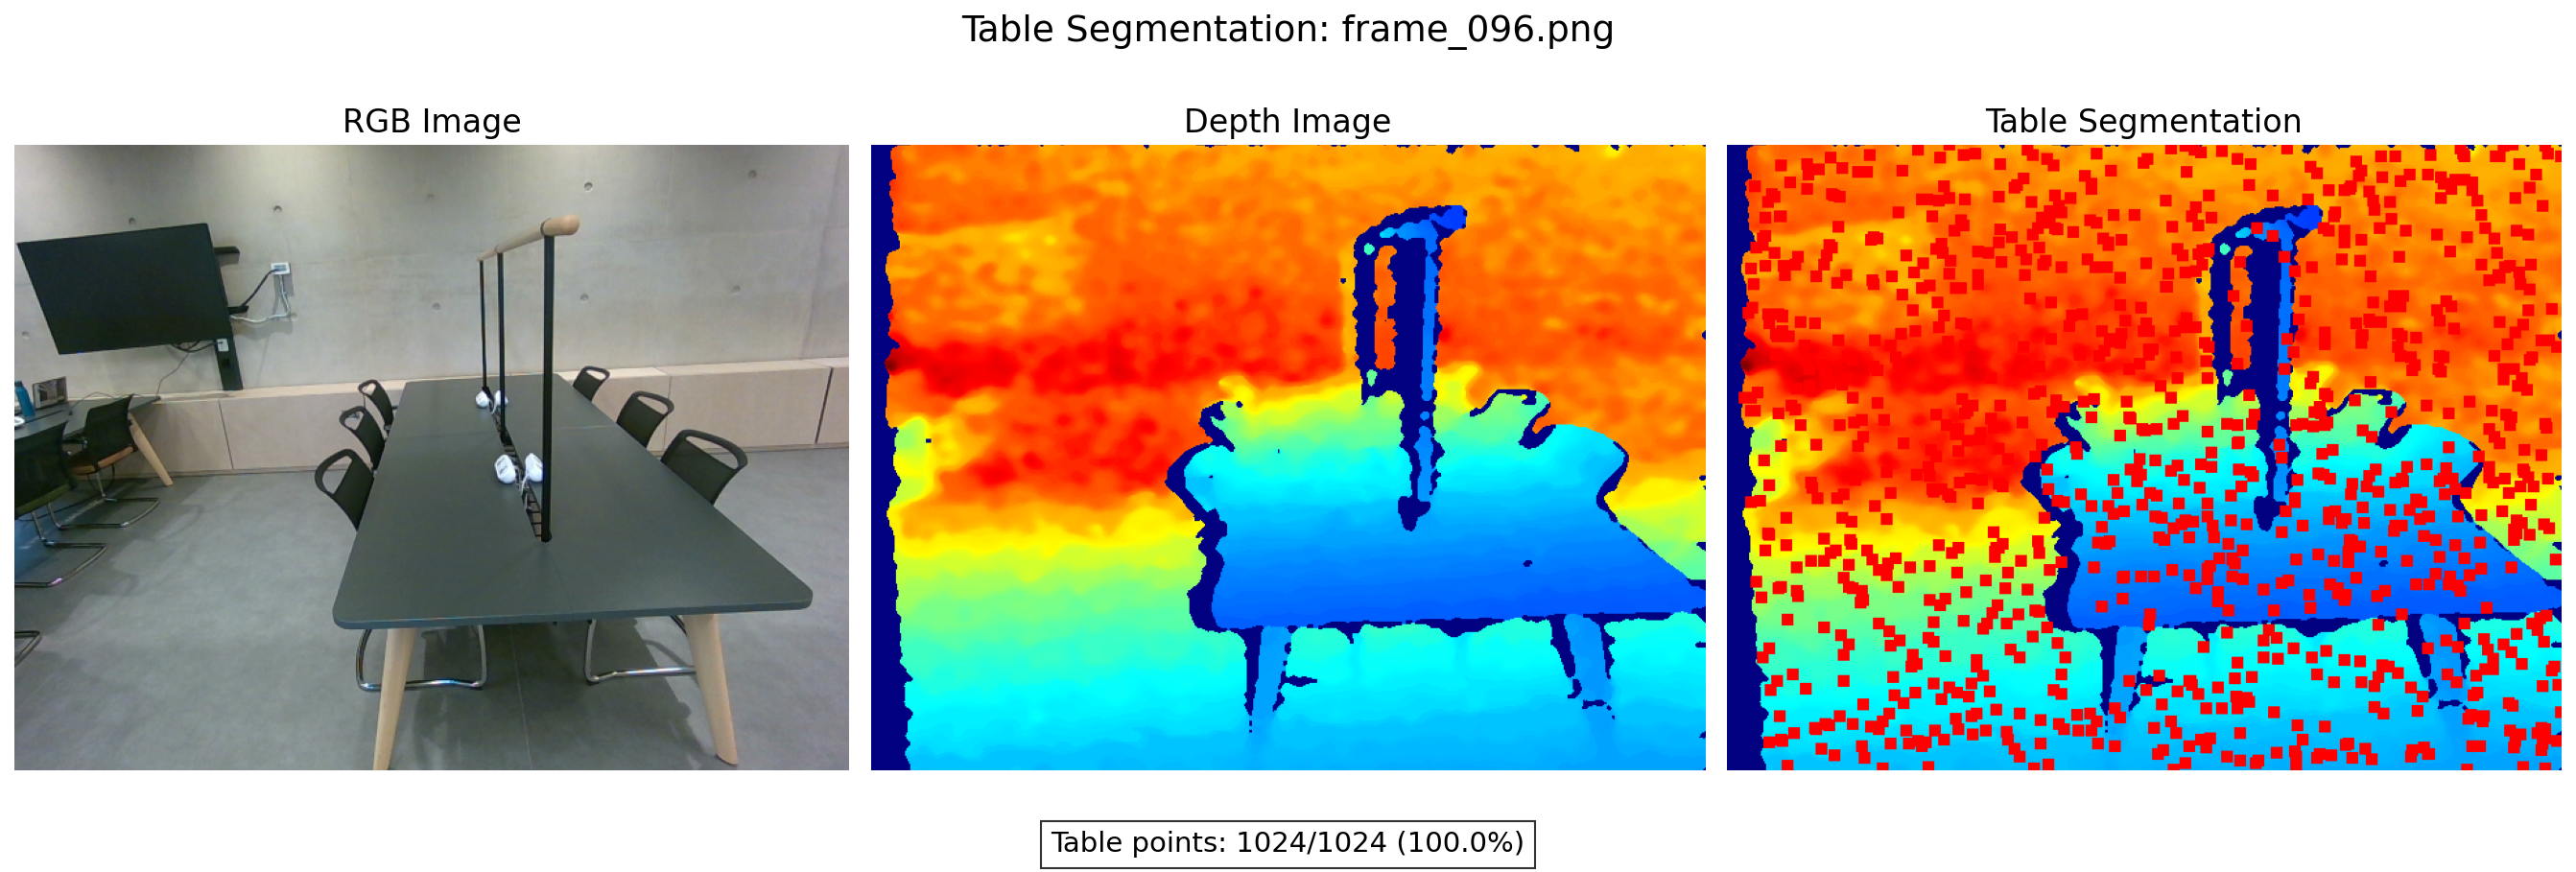 Table Segmentation: frame_096.png
RGB Image
Depth Image
Table Segmentation
Table points: 1024/1024 (100.0%)